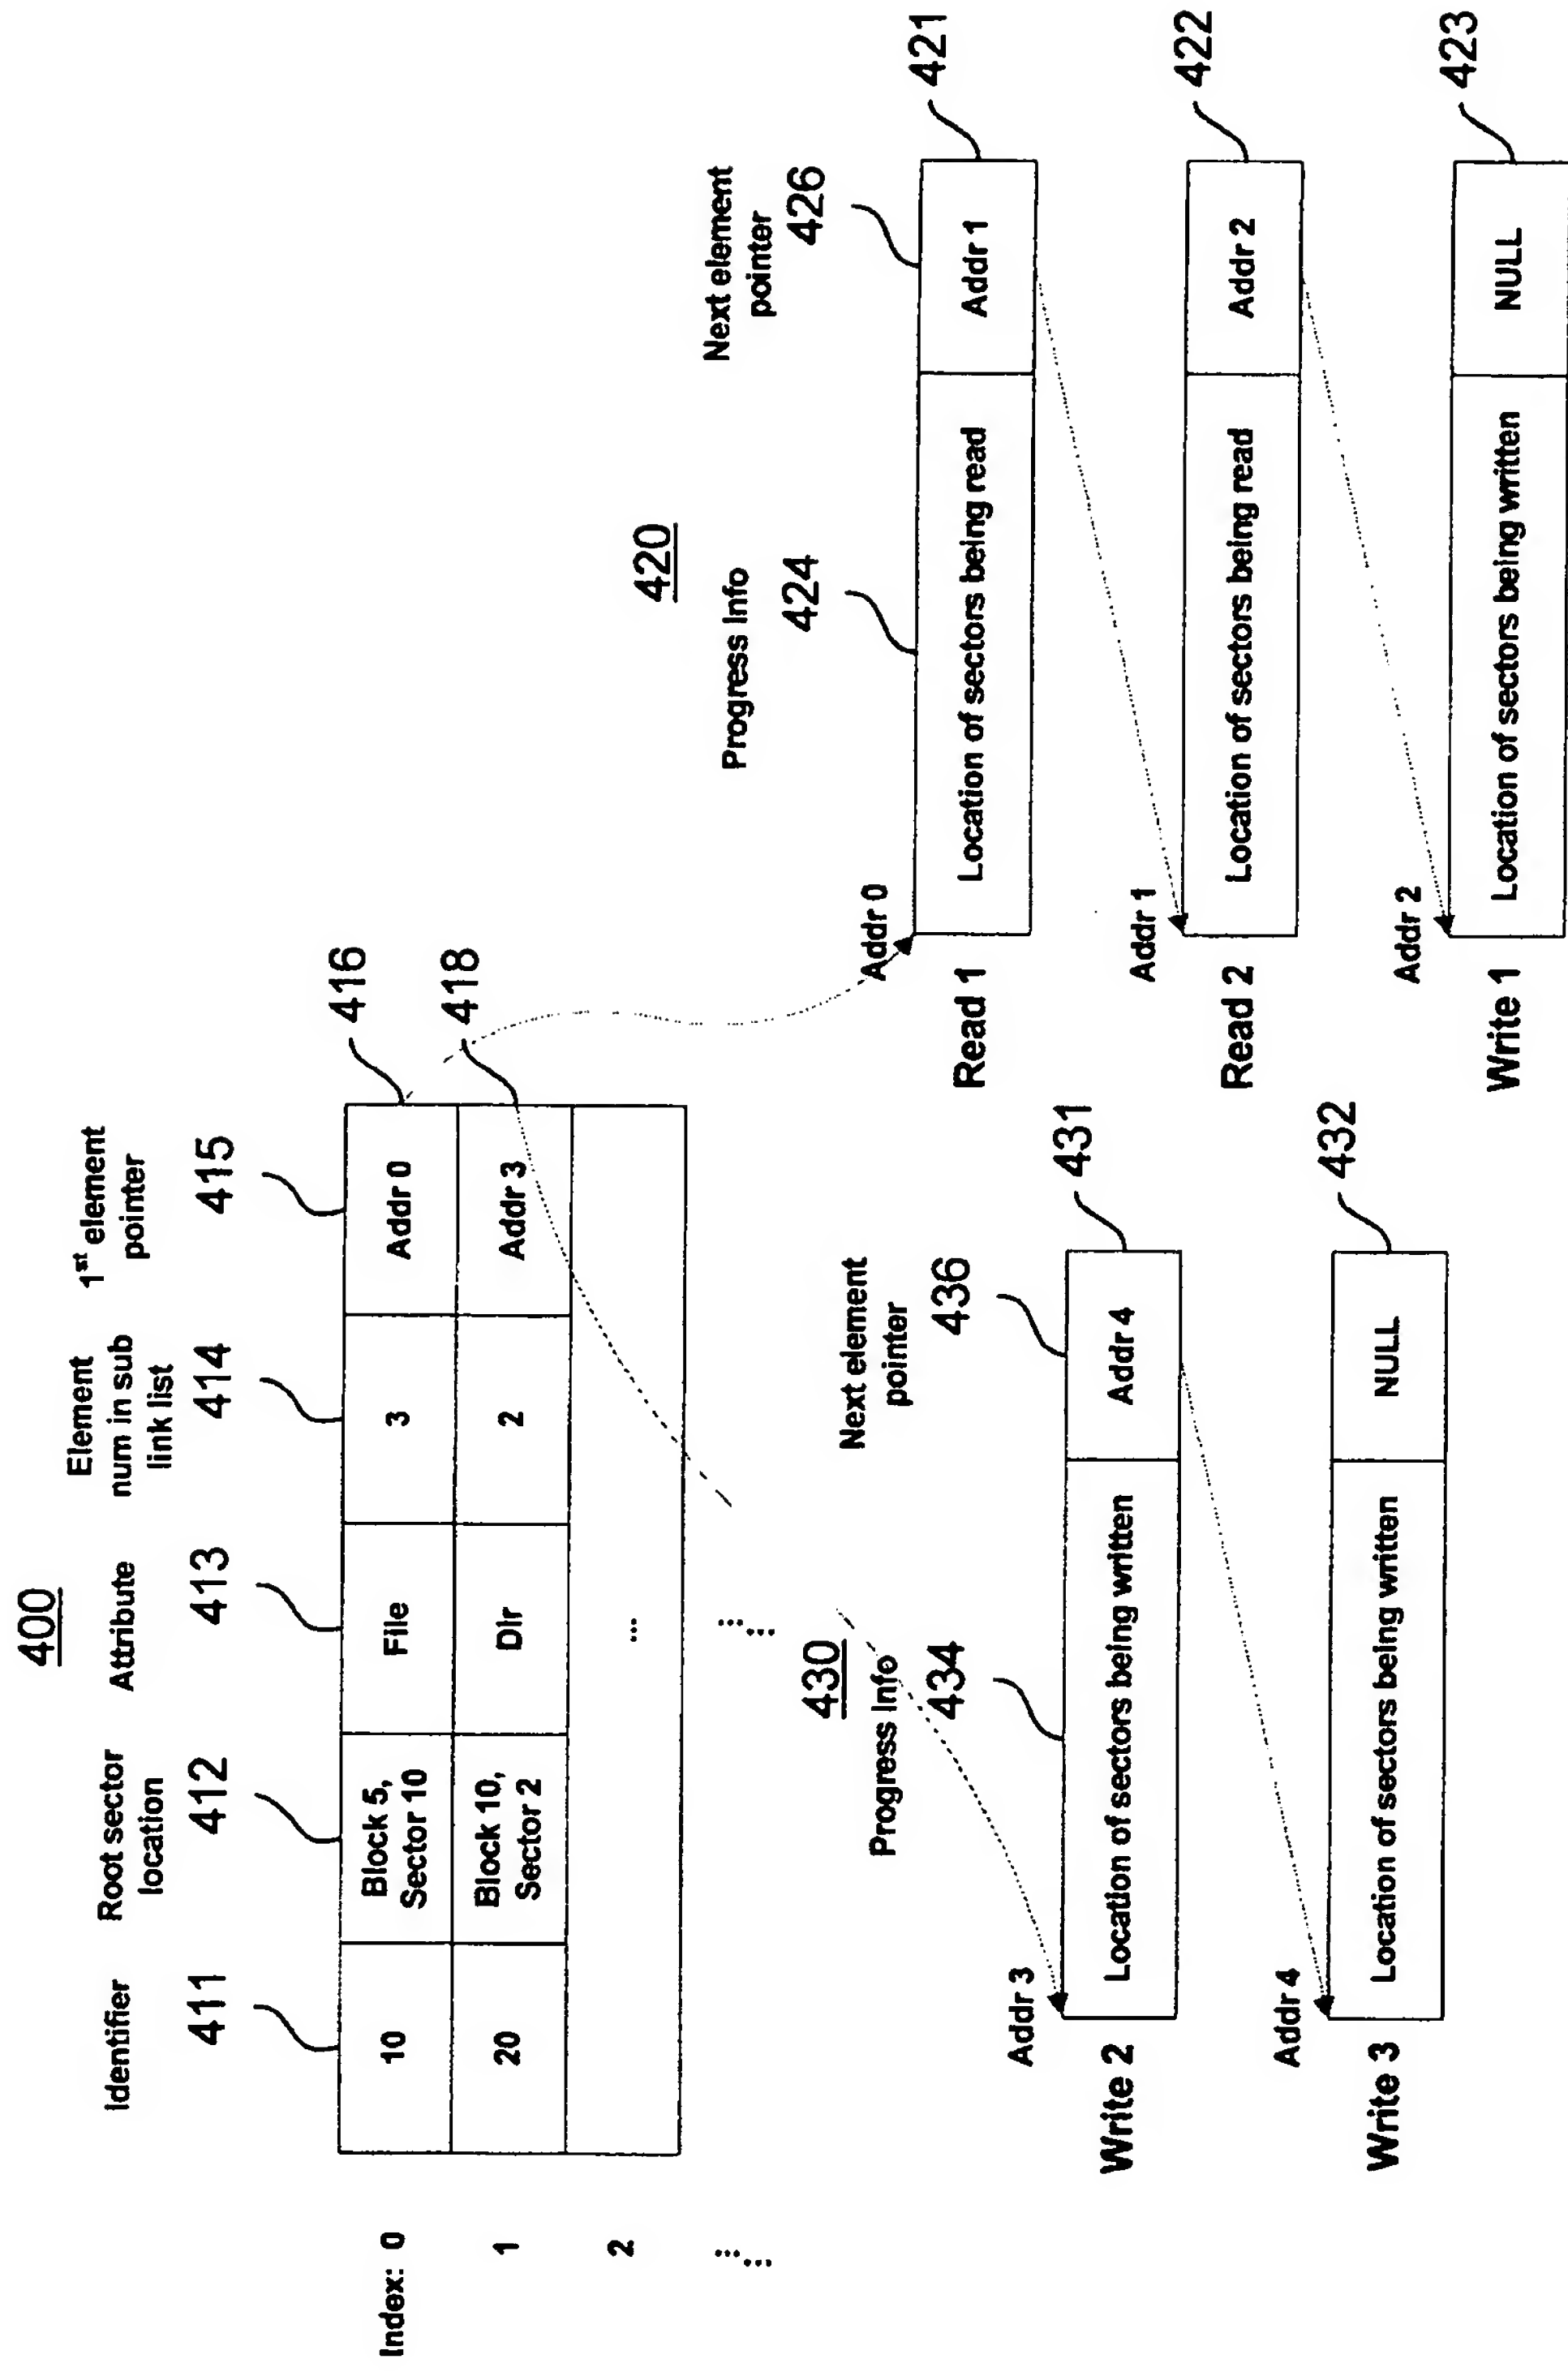 400
Identifier
Root sector
location
Attribute
Element
num in sub
link list
1st element
pointer
411
412
413
414
415
Index: 0
10
Block 5,
Sector 10
File
3
Addr 0
416
1
20
Block 10,
Sector 2
Dir
2
Addr 3
418
2
...
......
......
420
Progress Info
Next element
pointer
424
426
Addr 0
Read 1
Location of sectors being read
Addr 1
421
Addr 1
Read 2
Location of sectors being read
Addr 2
422
Addr 2
Write 1
Location of sectors being written
NULL
423
430
Progress Info
Next element
pointer
434
436
Addr 3
Write 2
Location of sectors being written
Addr 4
431
Addr 4
Write 3
Location of sectors being written
NULL
432